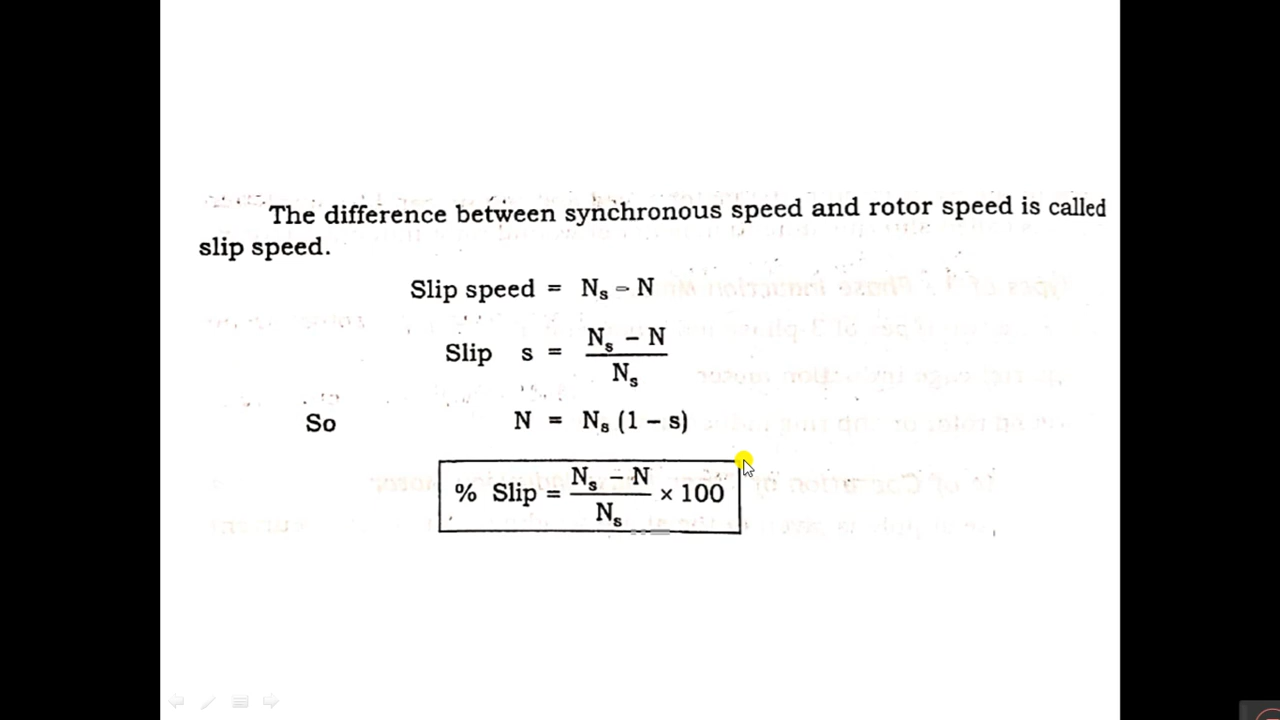 The difference between synchronous speed and rotor speed is called
slip speed.
Slip speed = Nₛ – N
Slip s = (Nₛ – N) / Nₛ
So N = Nₛ (1 – s)
% Slip = (Nₛ – N) / Nₛ × 100